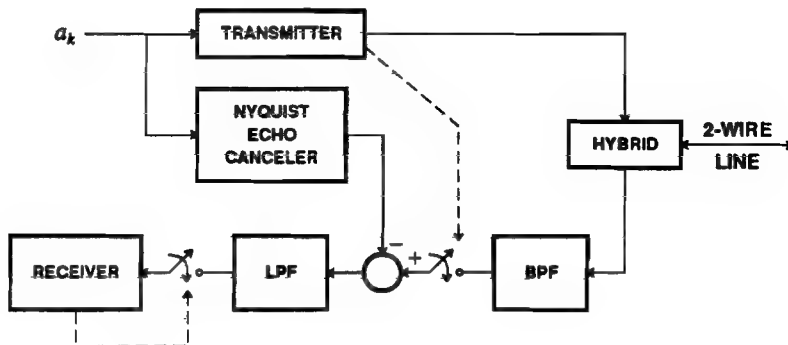 a_k
TRANSMITTER
NYQUIST
ECHO
CANCELER
HYBRID
2-WIRE
LINE
−
+
RECEIVER
LPF
BPF